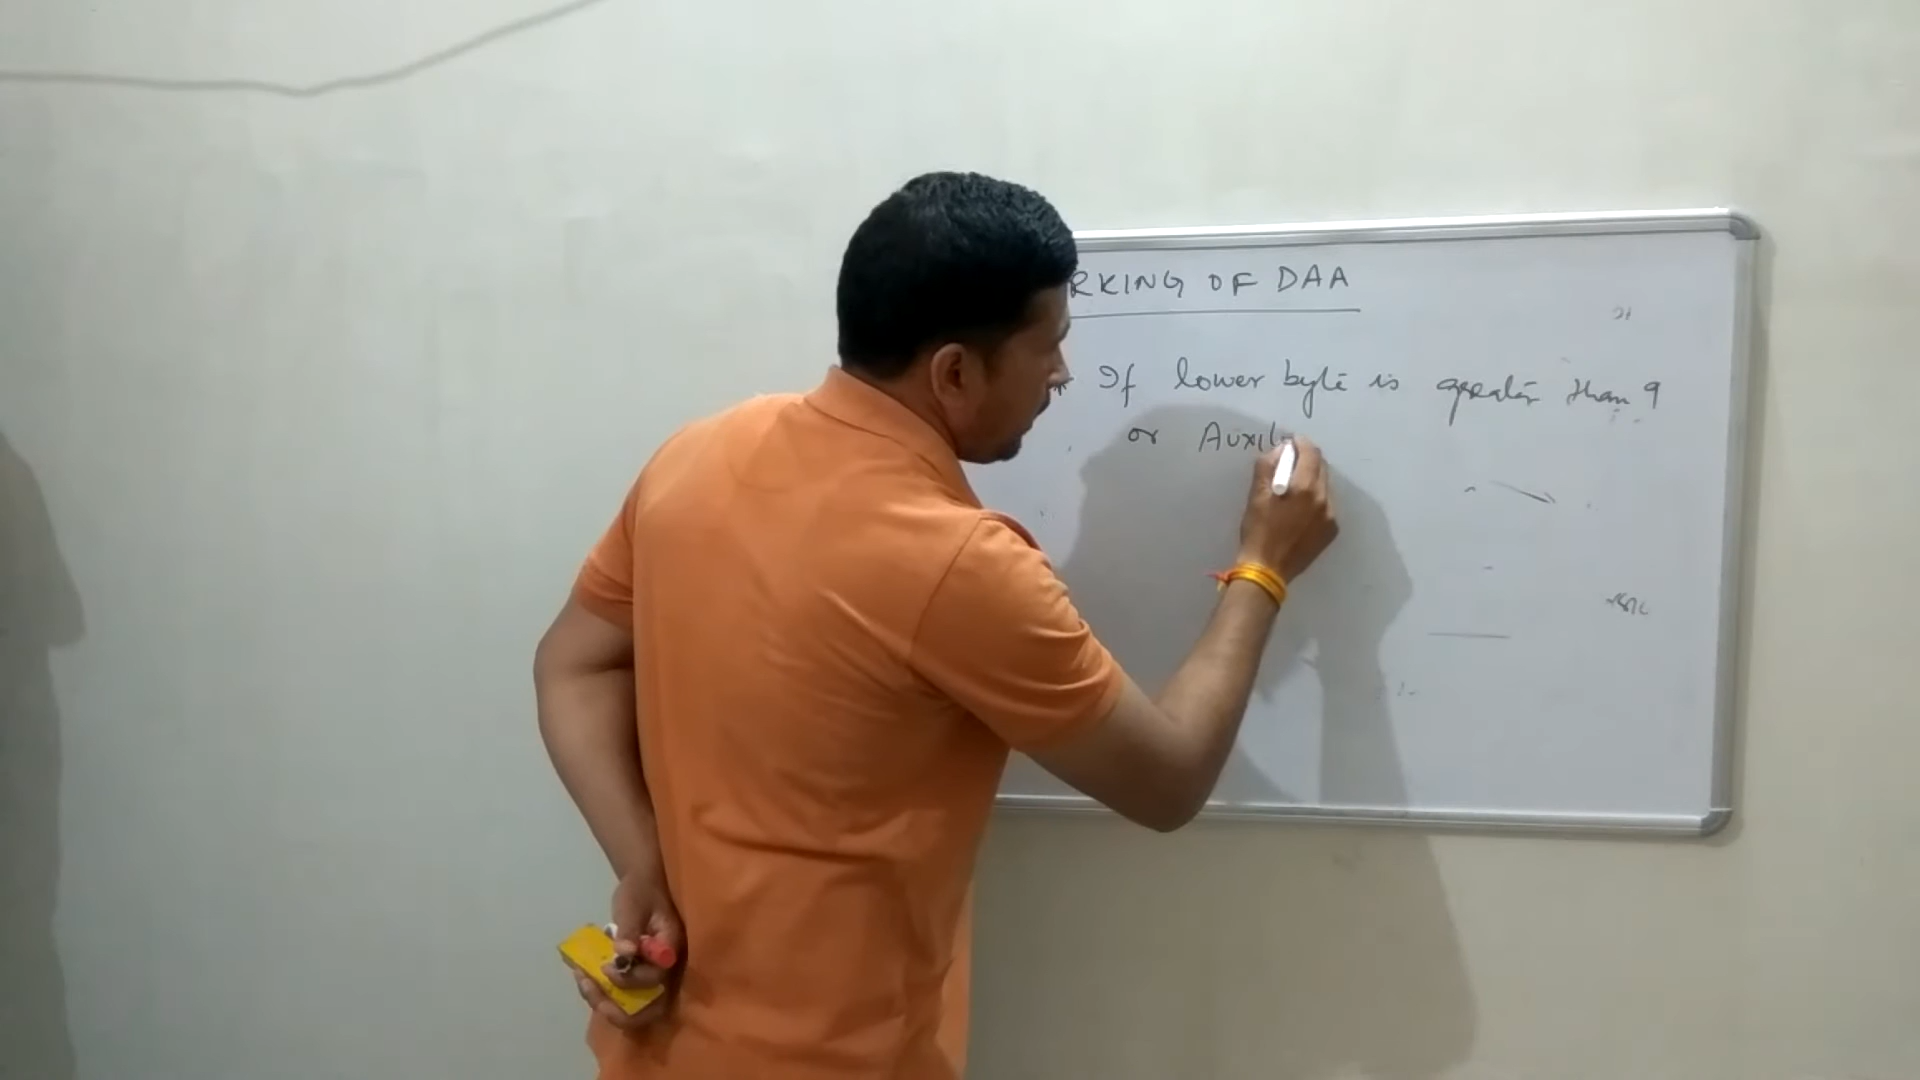 RKING OF DAA
* If lower byte is greater than 9
or Auxil